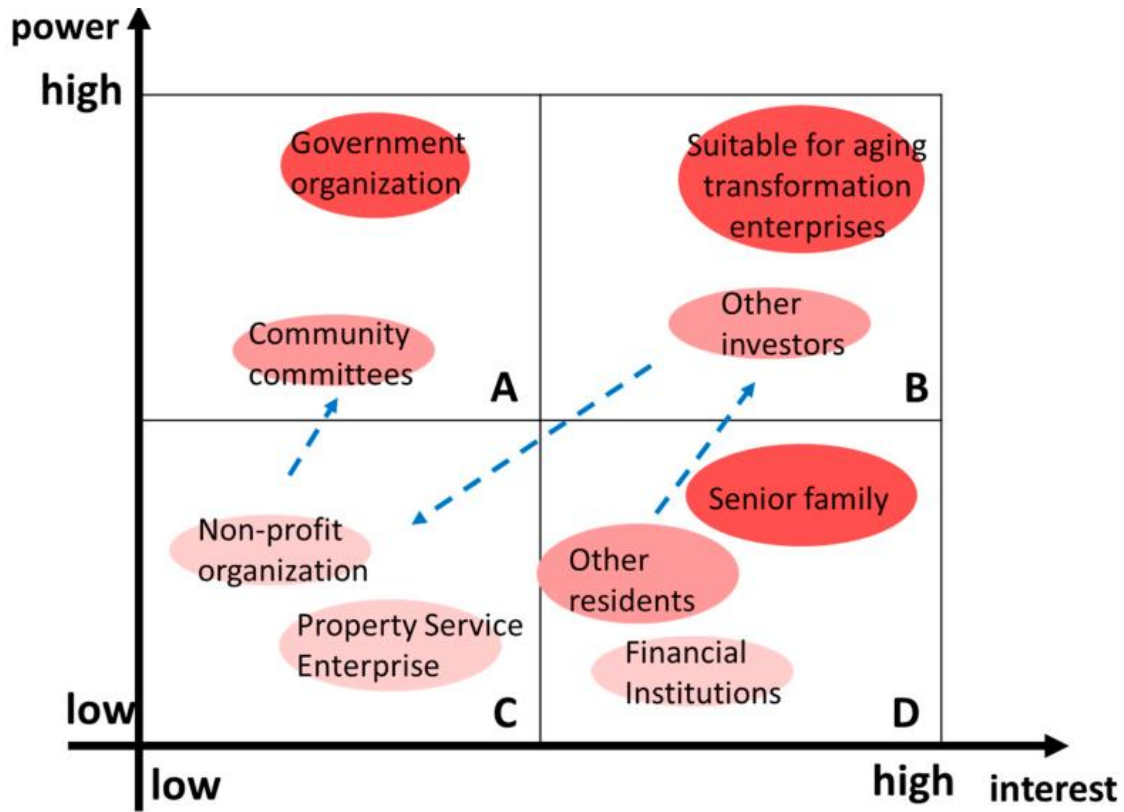 power
high
Government
organization
Suitable for aging
transformation
enterprises
Community
committees
A
Other
investors
B
Non-profit
organization
Property Service
Enterprise
C
Senior family
Other
residents
Financial
Institutions
D
low
low
high
interest